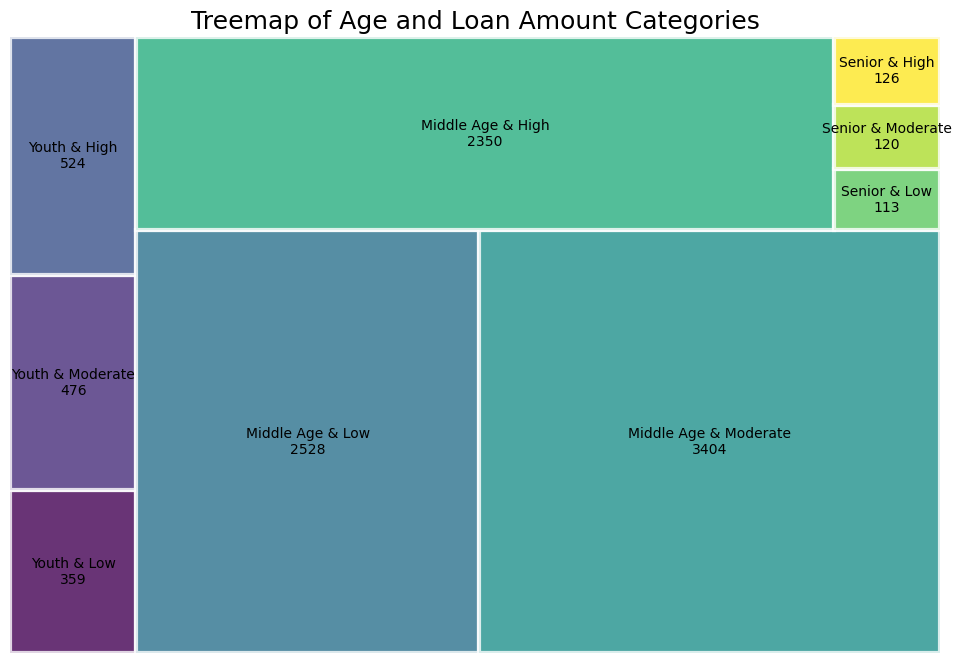 Treemap of Age and Loan Amount Categories
Youth & High
524
Youth & Moderate
476
Youth & Low
359
Middle Age & High
2350
Middle Age & Low
2528
Middle Age & Moderate
3404
Senior & High
126
Senior & Moderate
120
Senior & Low
113